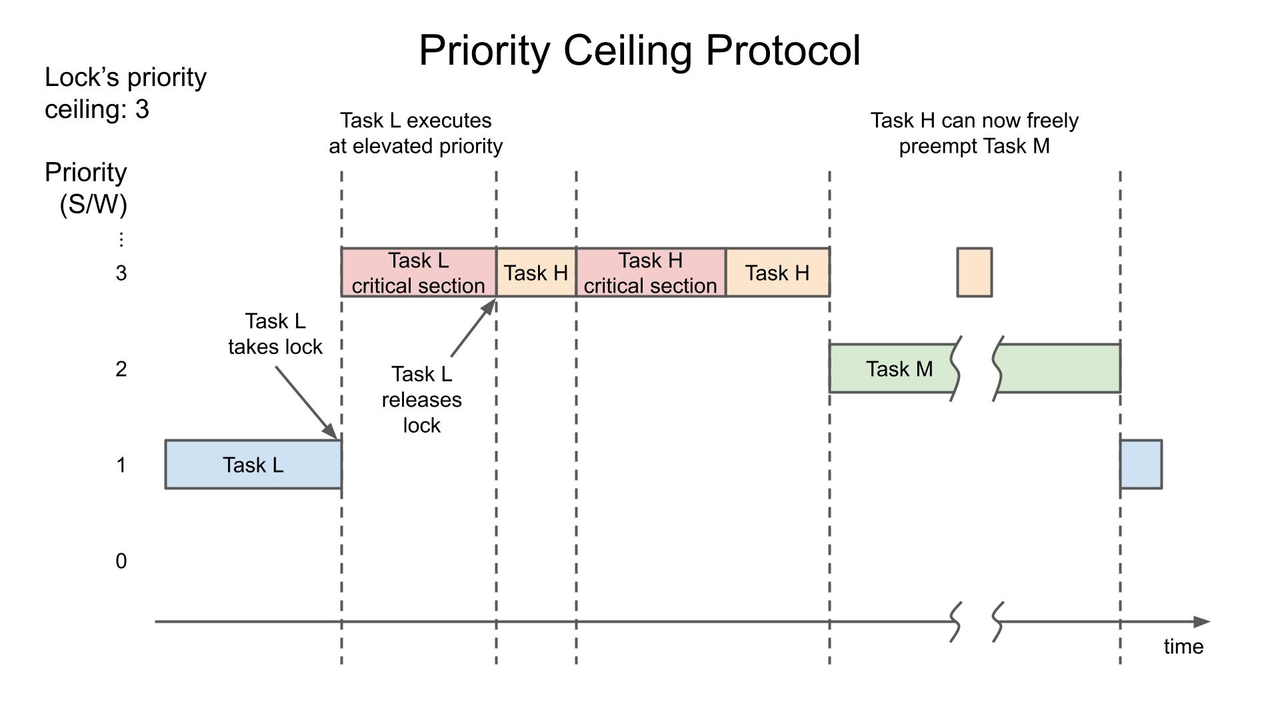 Priority Ceiling Protocol
Lock’s priority
ceiling: 3
Task L executes
at elevated priority
Task H can now freely
preempt Task M
Priority
(S/W)
⋮
3
Task L
critical section
Task H
Task H
critical section
Task H
Task L
takes lock
Task L
releases
lock
2
Task M
1
Task L
0
time